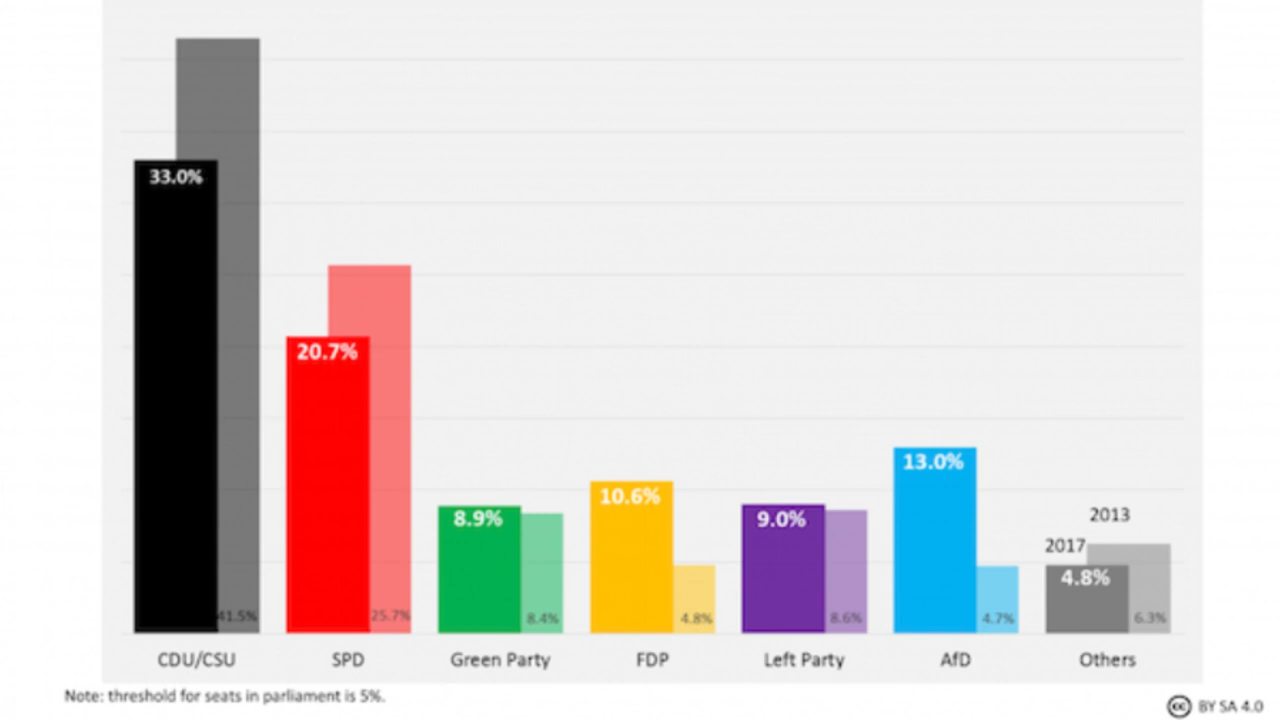 33.0%
20.7%
13.0%
10.6%
8.9%
9.0%
2013
2017
4.8%
41.5%
25.7%
8.4%
4.8%
8.6%
4.7%
6.3%
CDU/CSU
SPD
Green Party
FDP
Left Party
AfD
Others
Note: threshold for seats in parliament is 5%.
cc BY SA 4.0